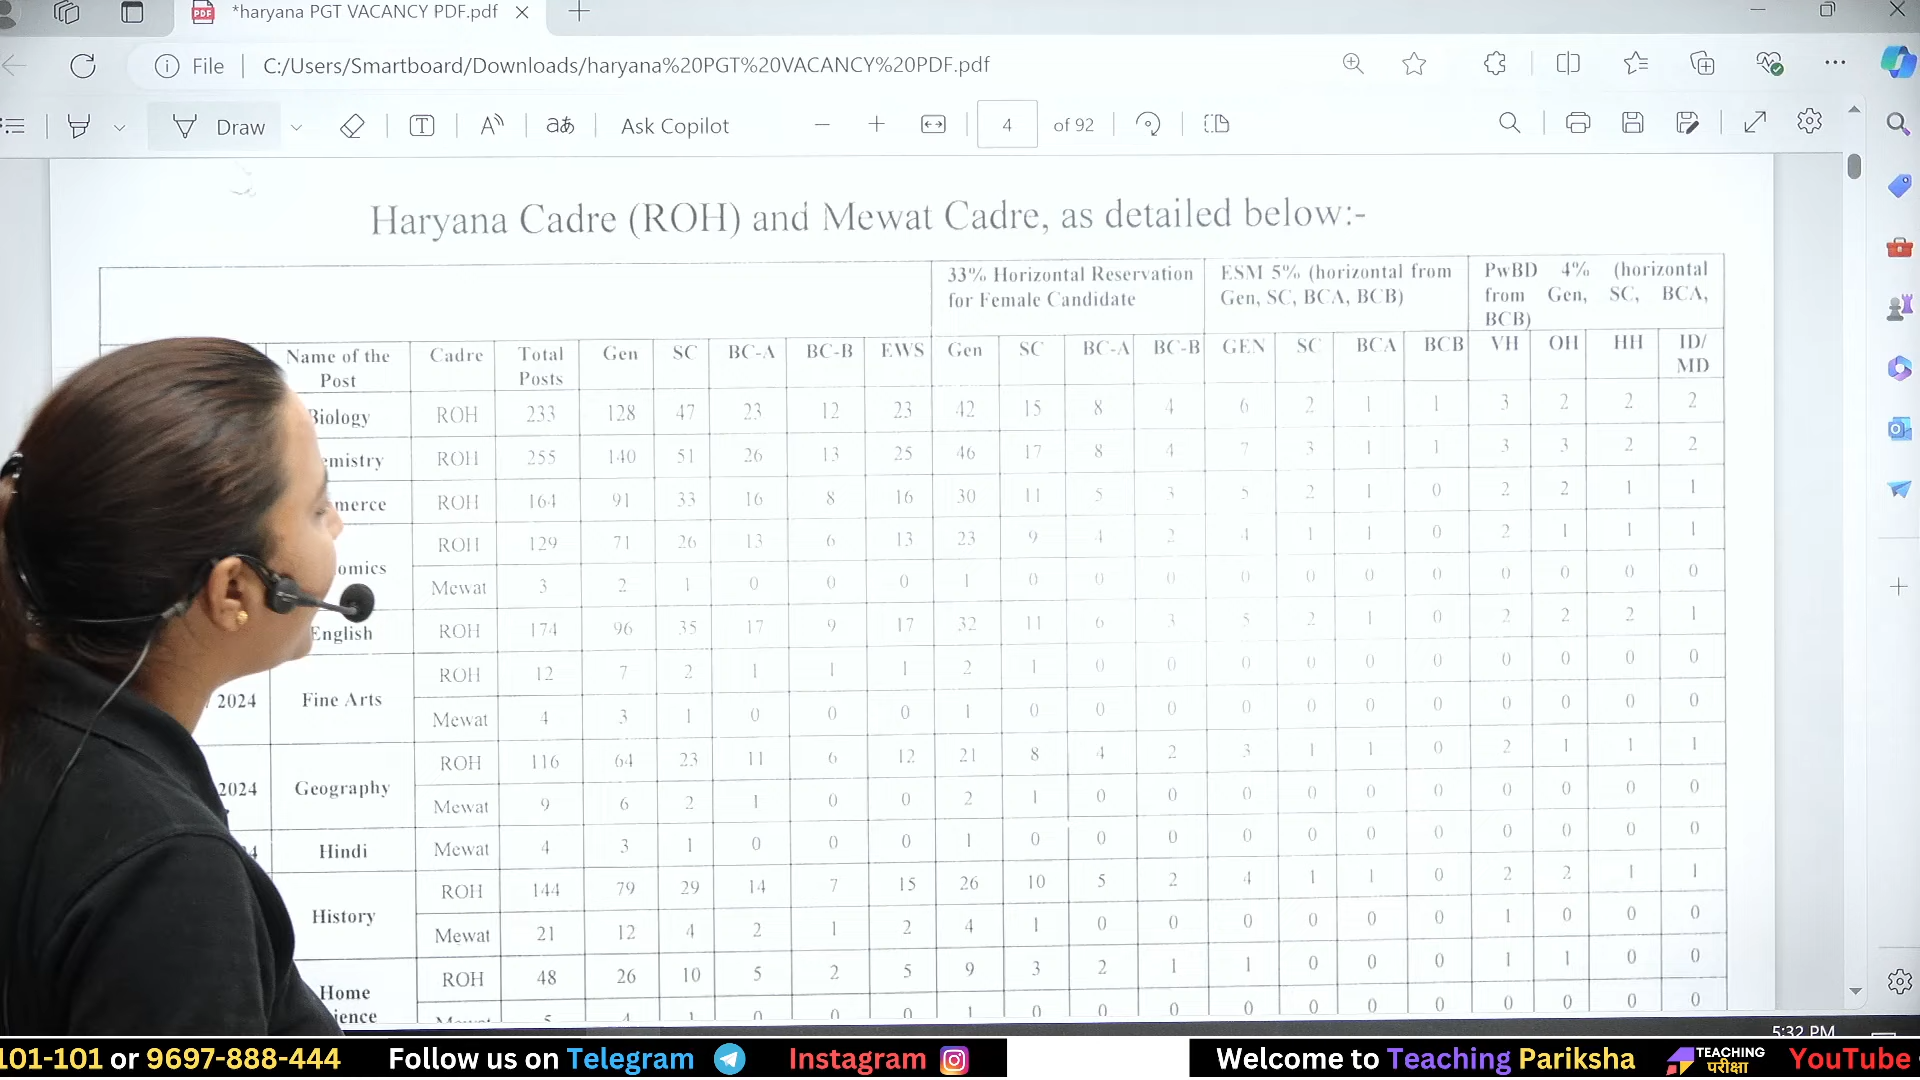 *haryana PGT VACANCY PDF.pdf
File C:/Users/Smartboard/Downloads/haryana%20PGT%20VACANCY%20PDF.pdf
Draw Ask Copilot 4 of 92
Haryana Cadre (ROH) and Mewat Cadre, as detailed below:-
33% Horizontal Reservation for Female Candidate
ESM 5% (horizontal from Gen, SC, BCA, BCB)
PwBD 4% (horizontal from Gen, SC, BCA, BCB)
Name of the Post Cadre Total Posts Gen SC BC-A BC-B EWS Gen SC BC-A BC-B GEN SC BCA BCB VH OH HH ID/MD
Biology ROH 233 128 47 23 12 23 42 15 8 4 6 2 1 1 3 2 2 2
emistry ROH 255 140 51 26 13 25 46 17 8 4 7 3 1 1 3 3 2 2
merce ROH 164 91 33 16 8 16 30 11 5 3 5 2 1 0 2 2 1 1
ROH 129 71 26 13 6 13 23 9 4 2 4 1 1 0 2 1 1 1
omics
Mewat 3 2 1 0 0 0 1 0 0 0 0 0 0 0 0 0 0 0
English ROH 174 96 35 17 9 17 32 11 6 3 5 2 1 0 2 2 2 1
ROH 12 7 2 1 1 1 2 1 0 0 0 0 0 0 0 0 0 0
2024 Fine Arts
Mewat 4 3 1 0 0 0 1 0 0 0 0 0 0 0 0 0 0 0
ROH 116 64 23 11 6 12 21 8 4 2 3 1 1 0 2 1 1 1
2024 Geography
Mewat 9 6 2 1 0 0 2 1 0 0 0 0 0 0 0 0 0 0
Hindi Mewat 4 3 1 0 0 0 1 0 0 0 0 0 0 0 0 0 0 0
ROH 144 79 29 14 7 15 26 10 5 2 4 1 1 0 2 2 1 1
History
Mewat 21 12 4 2 1 2 4 1 0 0 0 0 0 0 1 0 0 0
ROH 48 26 10 5 2 5 9 3 2 1 1 0 0 0 1 1 0 0
Home
ience
0 0 0 0 0 0 0 0
5:32 PM
101-101 or 9697-888-444 Follow us on Telegram Instagram Welcome to Teaching Pariksha TEACHING परीक्षा YouTube